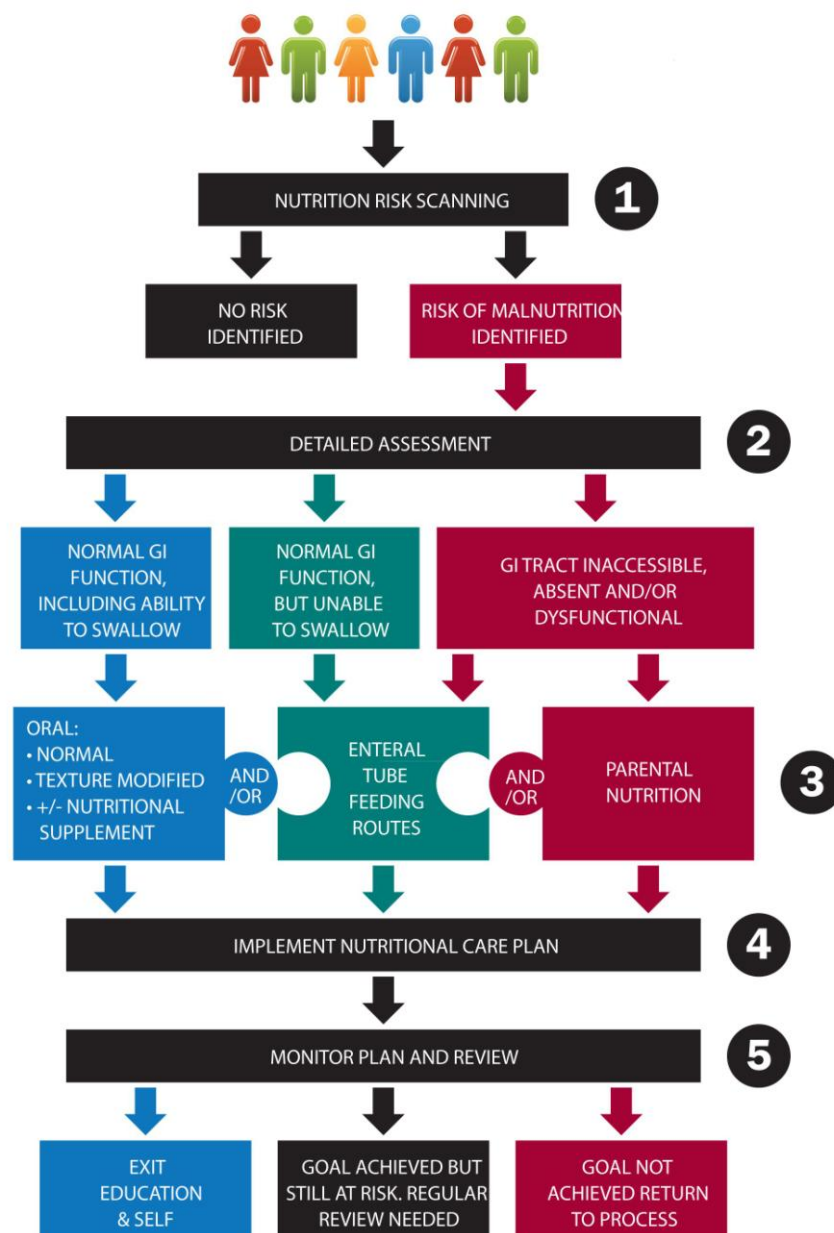 NUTRITION RISK SCANNING
1
NO RISK
IDENTIFIED
RISK OF MALNUTRITION
IDENTIFIED
DETAILED ASSESSMENT
2
NORMAL GI
FUNCTION,
INCLUDING ABILITY
TO SWALLOW
NORMAL GI
FUNCTION,
BUT UNABLE
TO SWALLOW
GI TRACT INACCESSIBLE,
ABSENT AND/OR
DYSFUNCTIONAL
ORAL:
• NORMAL
• TEXTURE MODIFIED
• +/- NUTRITIONAL
SUPPLEMENT
AND
/OR
ENTERAL
TUBE
FEEDING
ROUTES
AND
/OR
PARENTAL
NUTRITION
3
IMPLEMENT NUTRITIONAL CARE PLAN
4
MONITOR PLAN AND REVIEW
5
EXIT
EDUCATION
& SELF
GOAL ACHIEVED BUT
STILL AT RISK. REGULAR
REVIEW NEEDED
GOAL NOT
ACHIEVED RETURN
TO PROCESS